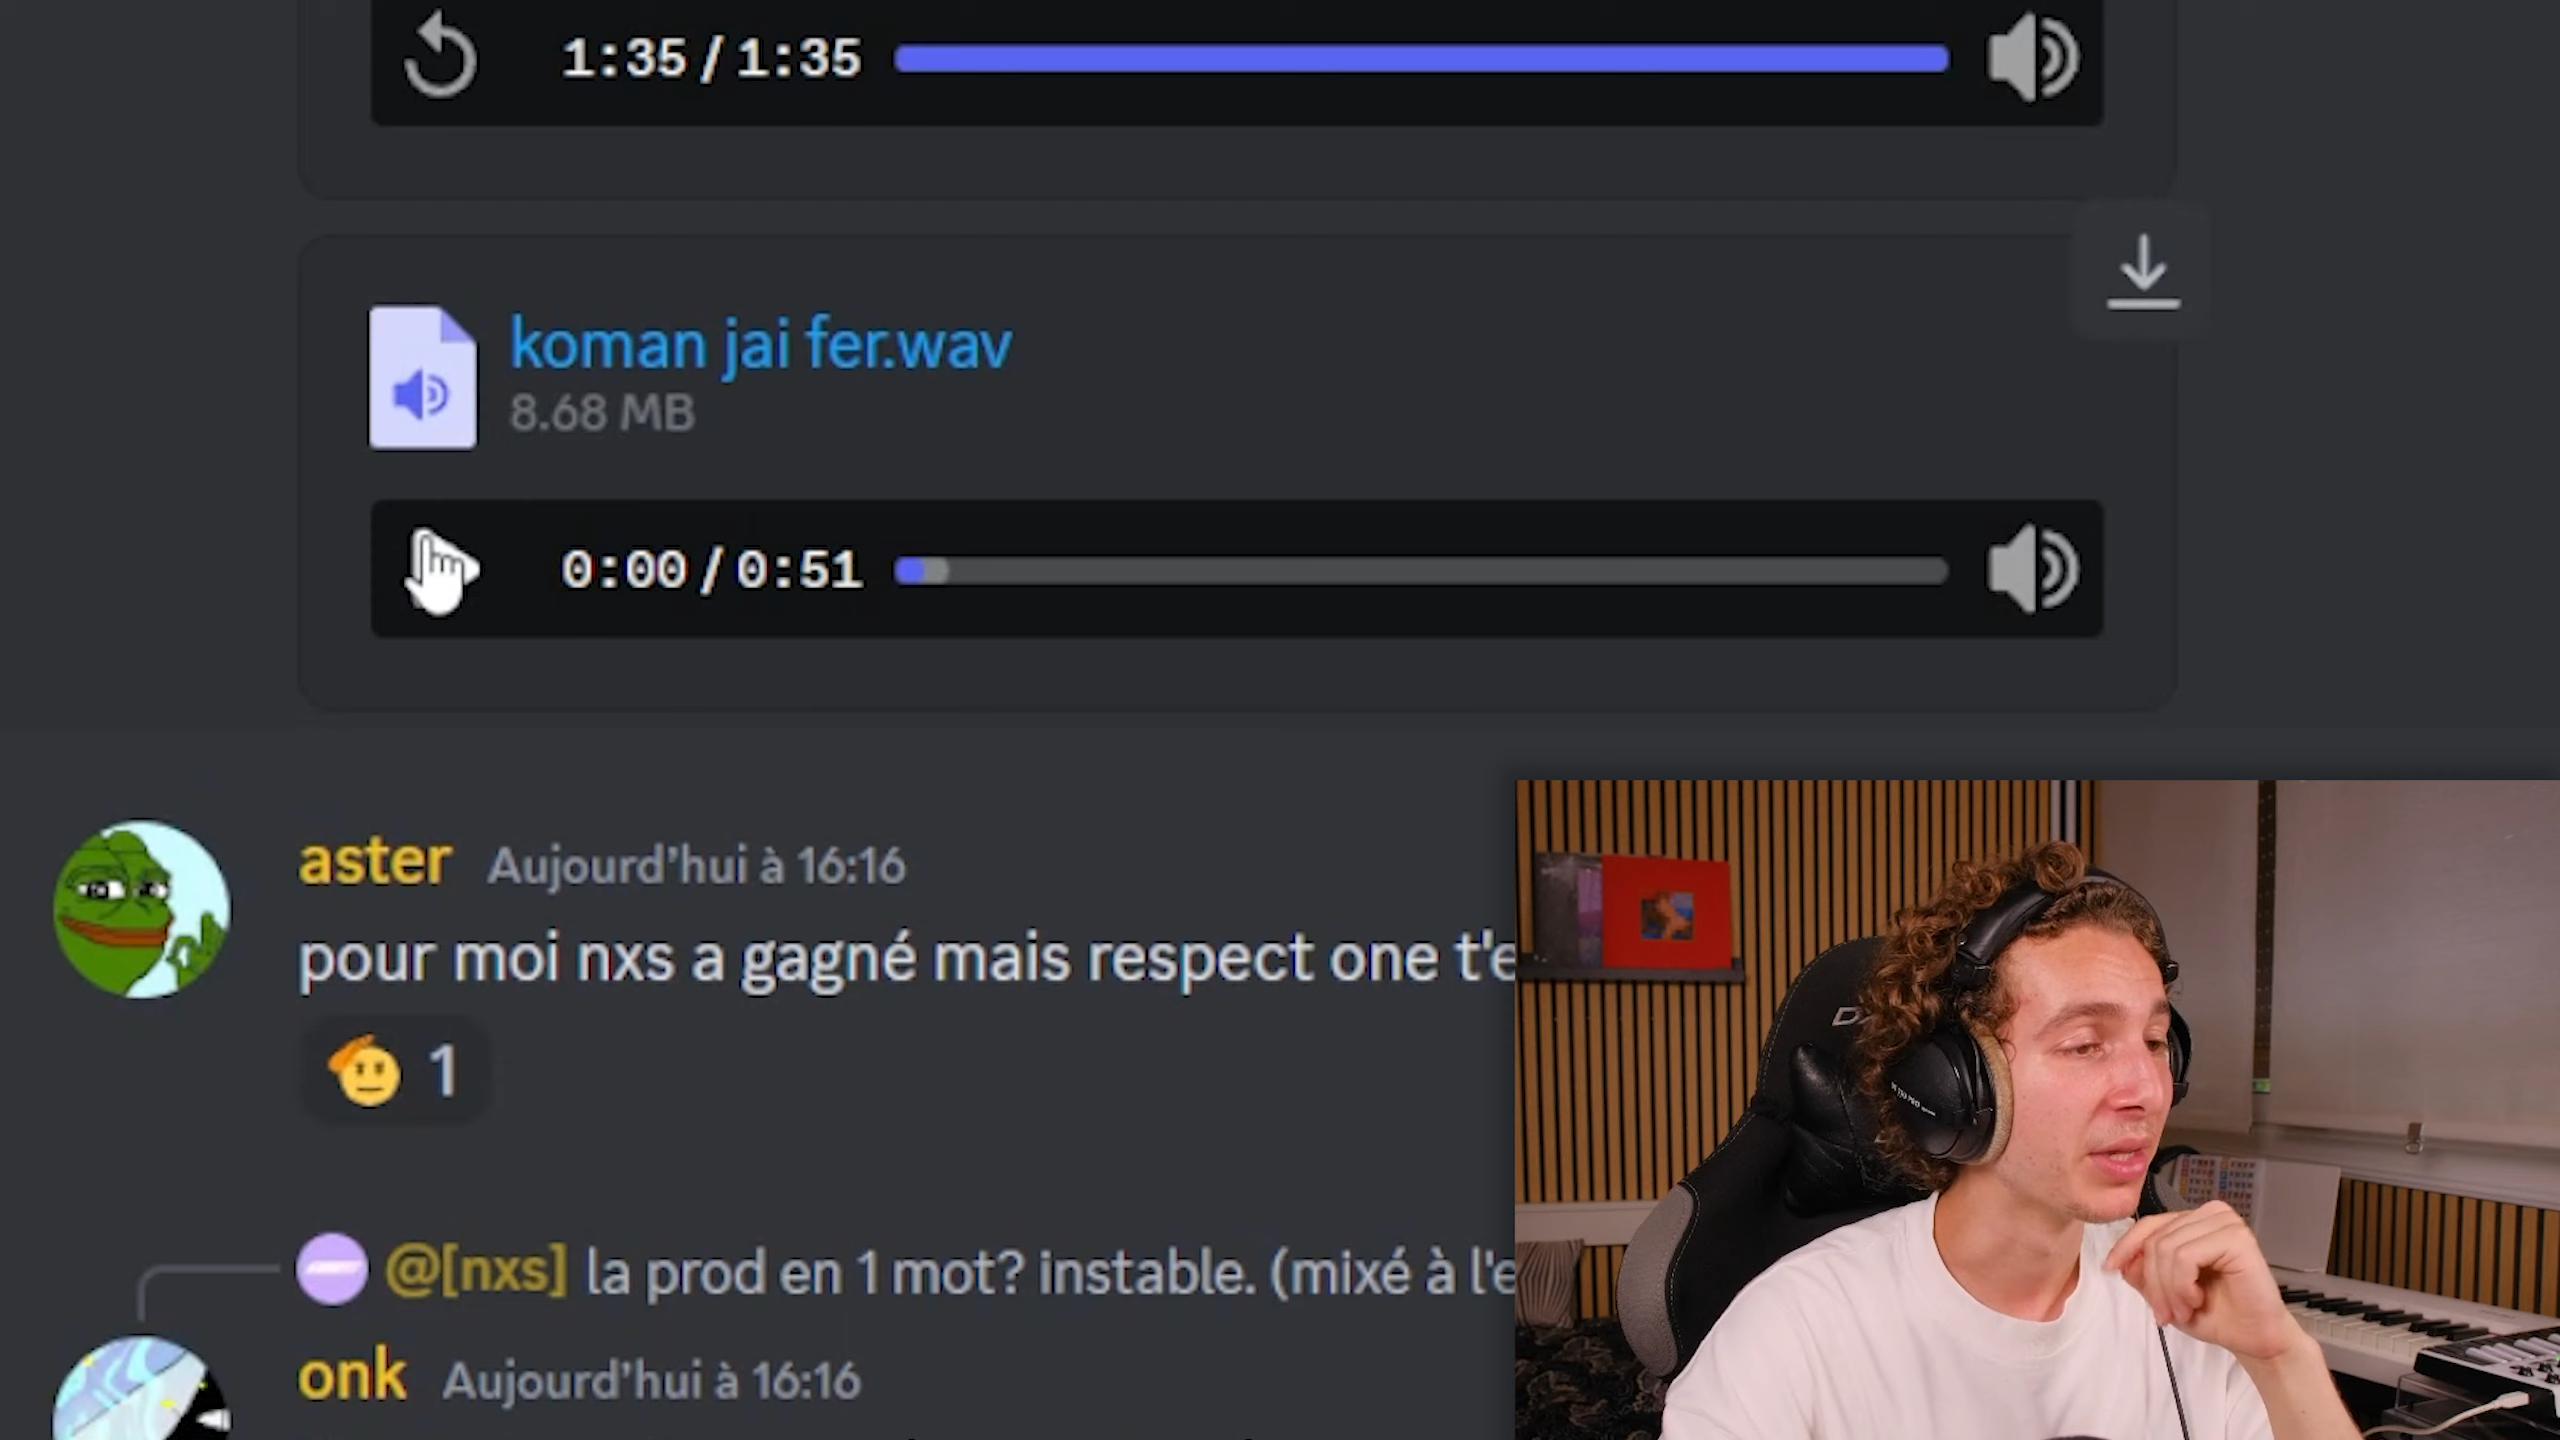 1:35 / 1:35
koman jai fer.wav
8.68 MB
0:00 / 0:51
aster Aujourd’hui à 16:16
pour moi nxs a gagné mais respect one t'e
1
@[nxs] la prod en 1 mot? instable. (mixé à l'e
onk Aujourd’hui à 16:16